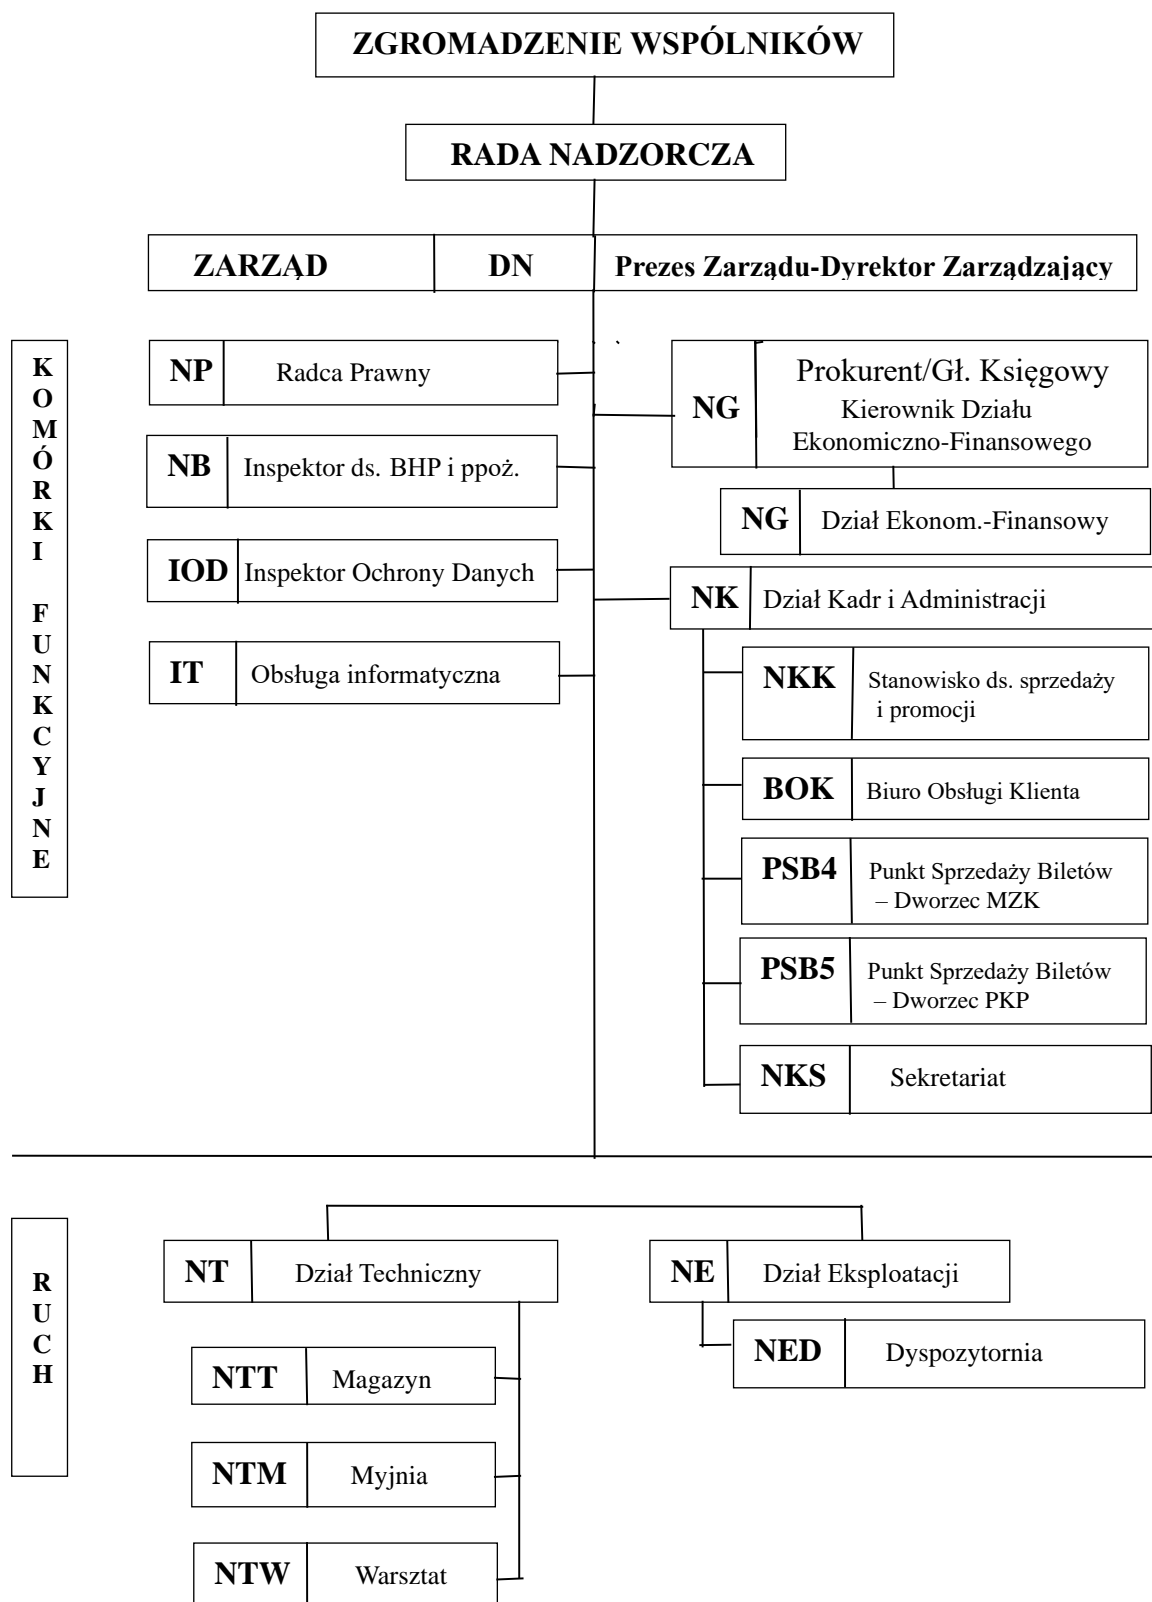 ZGROMADZENIE WSPÓLNIKÓW
RADA NADZORCZA
ZARZĄD DN Prezes Zarządu-Dyrektor Zarządzający
KOMÓRKI FUNKCYJNE
NP Radca Prawny
NB Inspektor ds. BHP i ppoż.
IOD Inspektor Ochrony Danych
IT Obsługa informatyczna
NG Prokurent/Gł. Księgowy
Kierownik Działu
Ekonomiczno-Finansowego
NG Dział Ekonom.-Finansowy
NK Dział Kadr i Administracji
NKK Stanowisko ds. sprzedaży
i promocji
BOK Biuro Obsługi Klienta
PSB4 Punkt Sprzedaży Biletów
– Dworzec MZK
PSB5 Punkt Sprzedaży Biletów
– Dworzec PKP
NKS Sekretariat
RUCH
NT Dział Techniczny
NTT Magazyn
NTM Myjnia
NTW Warsztat
NE Dział Eksploatacji
NED Dyspozytornia